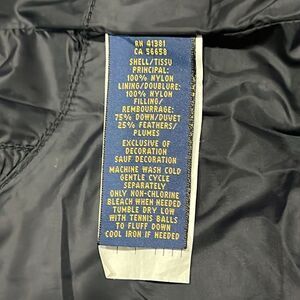 RN 41381
CA 56658
SHELL/TISSU
PRINCIPAL:
100% NYLON
LINING/DOUBLURE:
100% NYLON
FILLING/
REMBOURRAGE:
75% DOWN/DUVET
25% FEATHERS/
PLUMES
EXCLUSIVE OF
DECORATION
SAUF DECORATION
MACHINE WASH COLD
GENTLE CYCLE
SEPARATELY
ONLY NON-CHLORINE
BLEACH WHEN NEEDED
TUMBLE DRY LOW
WITH TENNIS BALLS
TO FLUFF DOWN
COOL IRON IF NEEDED